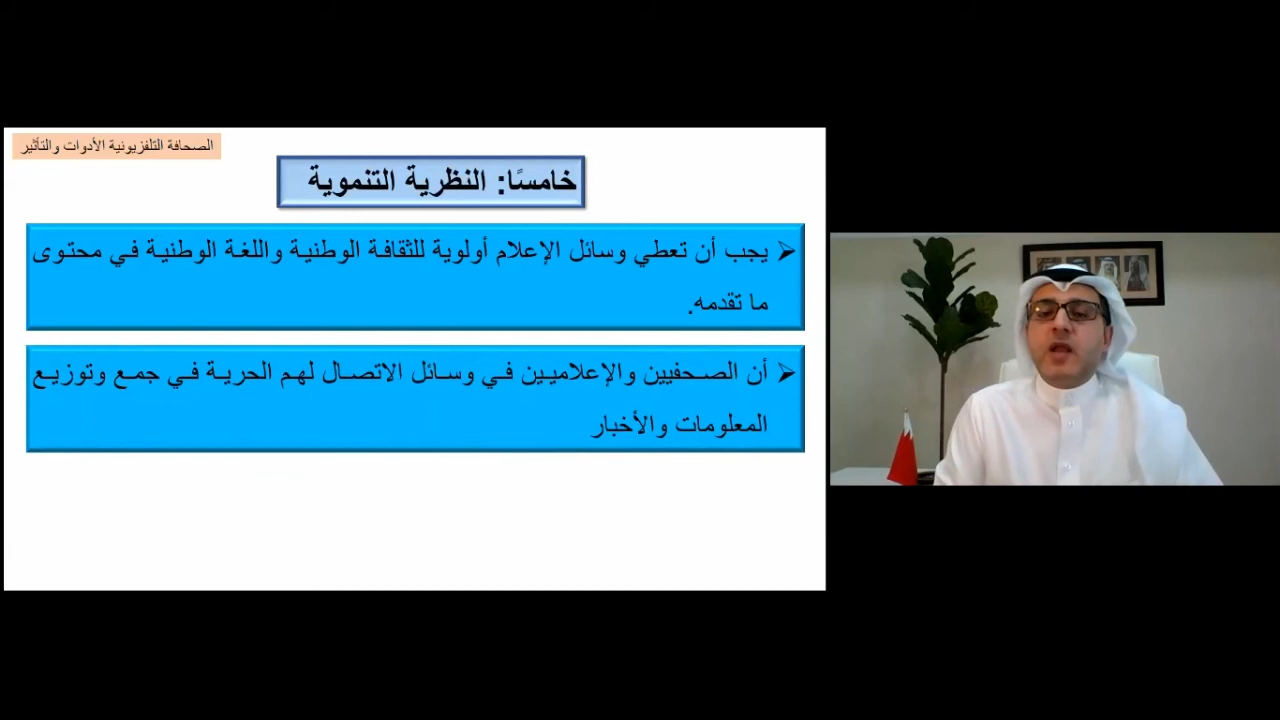 الصحافة التلفزيونية الأدوات والتأثير
خامسًا: النظرية التنموية
يجب أن تعطي وسائل الإعلام أولوية للثقافة الوطنية واللغة الوطنية في محتوى
ما تقدمه.
أن الصحفيين والإعلاميين في وسائل الاتصال لهم الحرية في جمع وتوزيع
المعلومات والأخبار